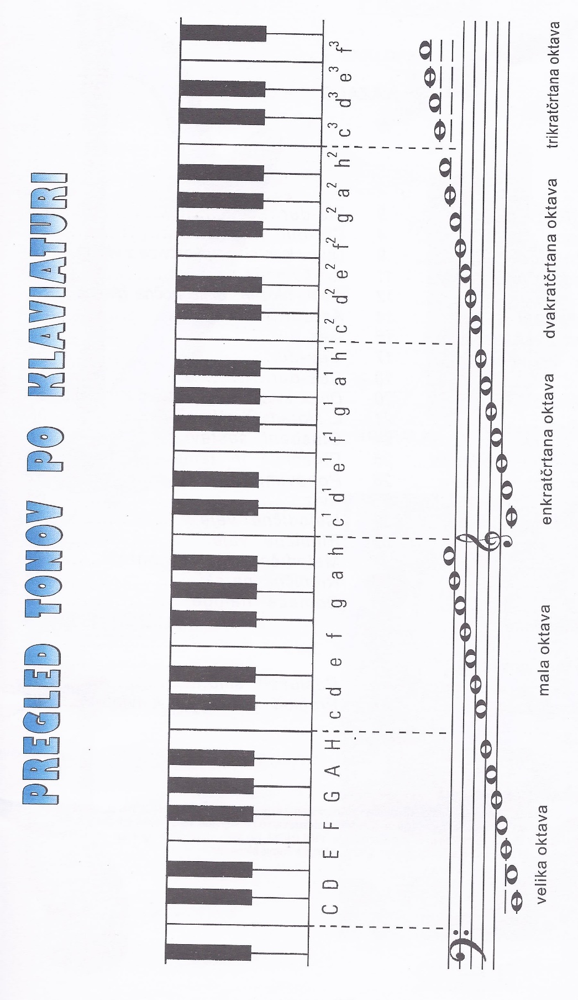 PREGLED TONOV PO KLAVIATURI
C D E F G A H c d e f g a h c¹ d¹ e¹ f¹ g¹ a¹ h¹ c² d² e² f² g² a² h² c³ d³ e³ f³
velika oktava mala oktava enkratčrtana oktava dvakratčrtana oktava trikratčrtana oktava